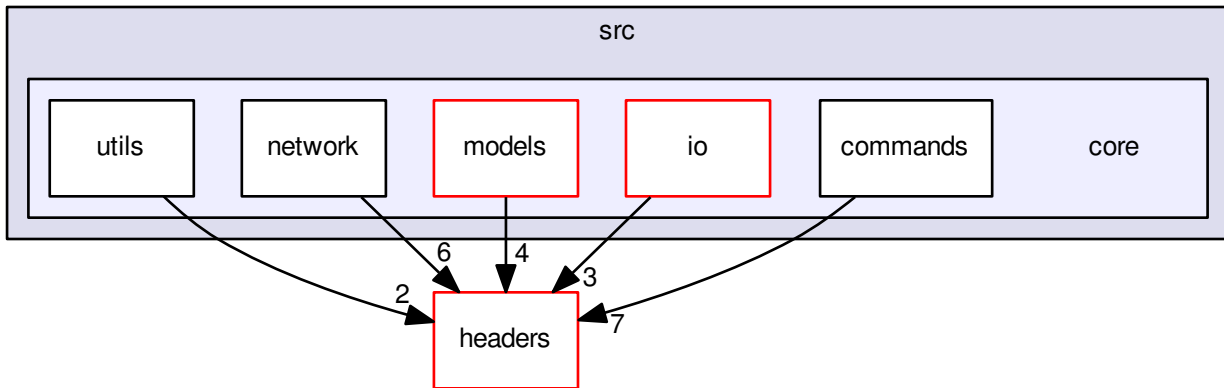 src
utils
network
models
io
commands
core
6
4
3
2
7
headers